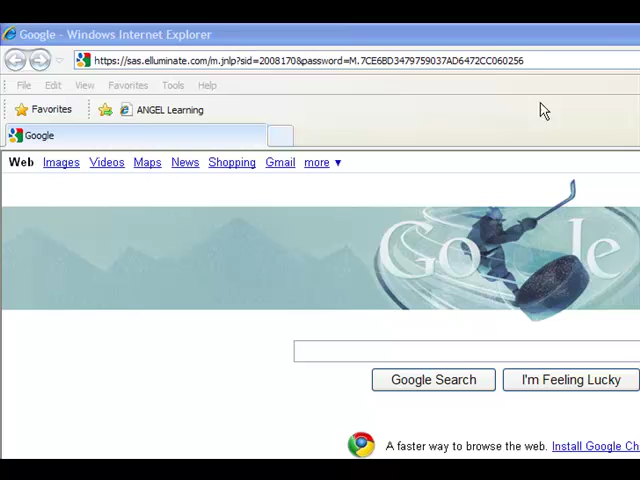 Google - Windows Internet Explorer
https://sas.elluminate.com/m.jnlp?sid=2008170&password=M.7CE6BD3479759037AD6472CC060256
File Edit View Favorites Tools Help
Favorites ANGEL Learning
Google
Web Images Videos Maps News Shopping Gmail more ▼
Google
Google Search I'm Feeling Lucky
A faster way to browse the web. Install Google Ch